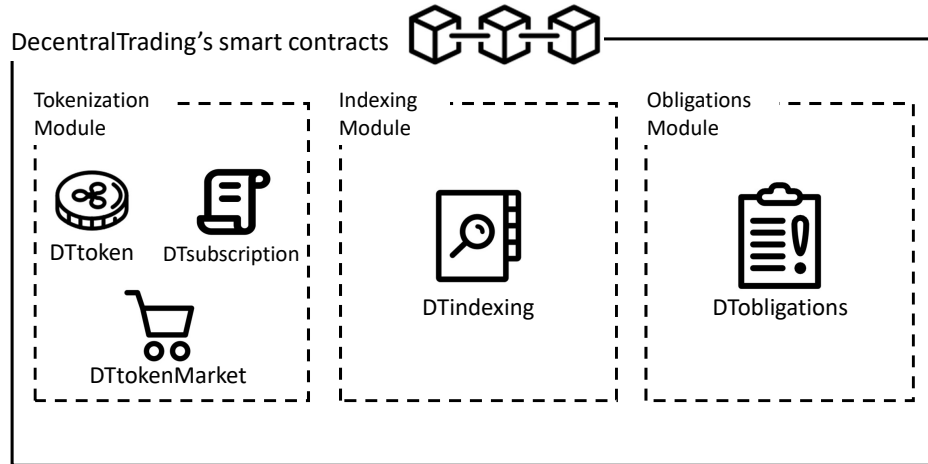 DecentralTrading's smart contracts
Tokenization
Module
DTtoken
DTsubscription
DTtokenMarket
Indexing
Module
DTindexing
Obligations
Module
DTobligations